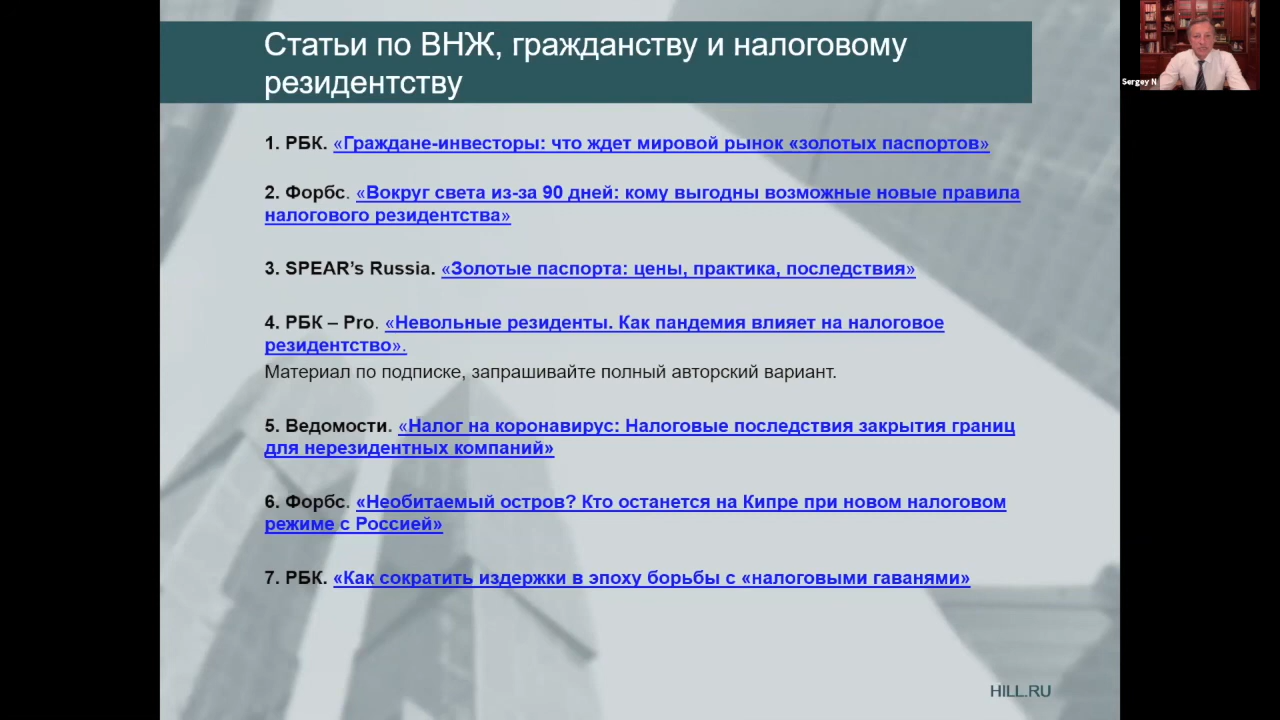 Статьи по ВНЖ, гражданству и налоговому
резидентству
Sergey N
1. РБК. «Граждане-инвесторы: что ждет мировой рынок «золотых паспортов»
2. Форбс. «Вокруг света из-за 90 дней: кому выгодны возможные новые правила
налогового резидентства»
3. SPEAR’s Russia. «Золотые паспорта: цены, практика, последствия»
4. РБК – Pro. «Невольные резиденты. Как пандемия влияет на налоговое
резидентство».
Материал по подписке, запрашивайте полный авторский вариант.
5. Ведомости. «Налог на коронавирус: Налоговые последствия закрытия границ
для нерезидентных компаний»
6. Форбс. «Необитаемый остров? Кто останется на Кипре при новом налоговом
режиме с Россией»
7. РБК. «Как сократить издержки в эпоху борьбы с «налоговыми гаванями»
HILL.RU